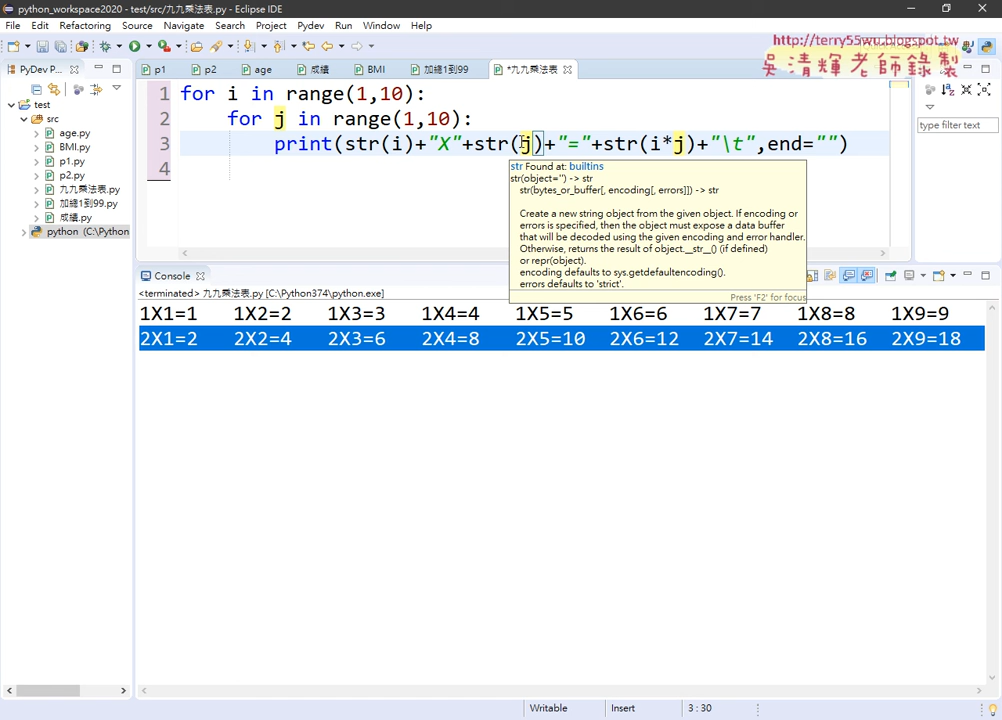 python_workspace2020 - test/src/九九乘法表.py - Eclipse IDE
File Edit Refactoring Source Navigate Search Project Pydev Run Window Help
http://terry55wu.blogspot.tw
吳清輝老師錄製
PyDev P...
p1
p2
age
成績
BMI
加總1到99
*九九乘法表
test
src
age.py
BMI.py
p1.py
p2.py
九九乘法表.py
加總1到99.py
成績.py
python (C:\Python
1 for i in range(1,10):
2 for j in range(1,10):
3 print(str(i)+"X"+str(j)+"="+str(i*j)+"\t",end="")
4
type filter text
str Found at: builtins
str(object='') -> str
str(bytes_or_buffer[, encoding[, errors]]) -> str
Create a new string object from the given object. If encoding or
errors is specified, then the object must expose a data buffer
that will be decoded using the given encoding and error handler.
Otherwise, returns the result of object.__str__() (if defined)
or repr(object).
encoding defaults to sys.getdefaultencoding().
errors defaults to 'strict'.
Press 'F2' for focus
Console
<terminated> 九九乘法表.py [C:\Python374\python.exe]
1X1=1 1X2=2 1X3=3 1X4=4 1X5=5 1X6=6 1X7=7 1X8=8 1X9=9
2X1=2 2X2=4 2X3=6 2X4=8 2X5=10 2X6=12 2X7=14 2X8=16 2X9=18
Writable Insert 3 : 30